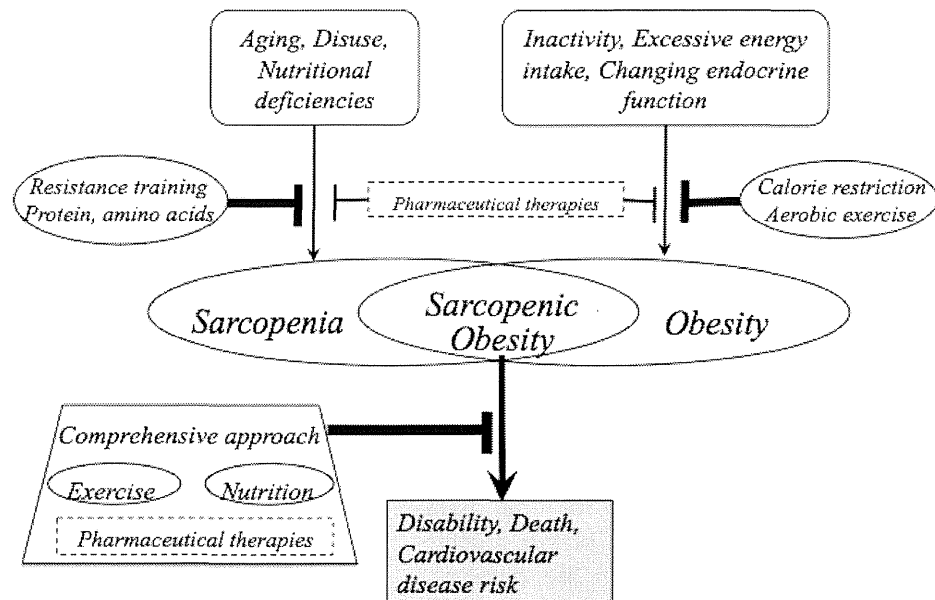 Aging, Disuse,
Nutritional
deficiencies
Inactivity, Excessive energy
intake, Changing endocrine
function
Resistance training
Protein, amino acids
Pharmaceutical therapies
Calorie restriction
Aerobic exercise
Sarcopenia
Sarcopenic
Obesity
Obesity
Comprehensive approach
Exercise
Nutrition
Pharmaceutical therapies
Disability, Death,
Cardiovascular
disease risk